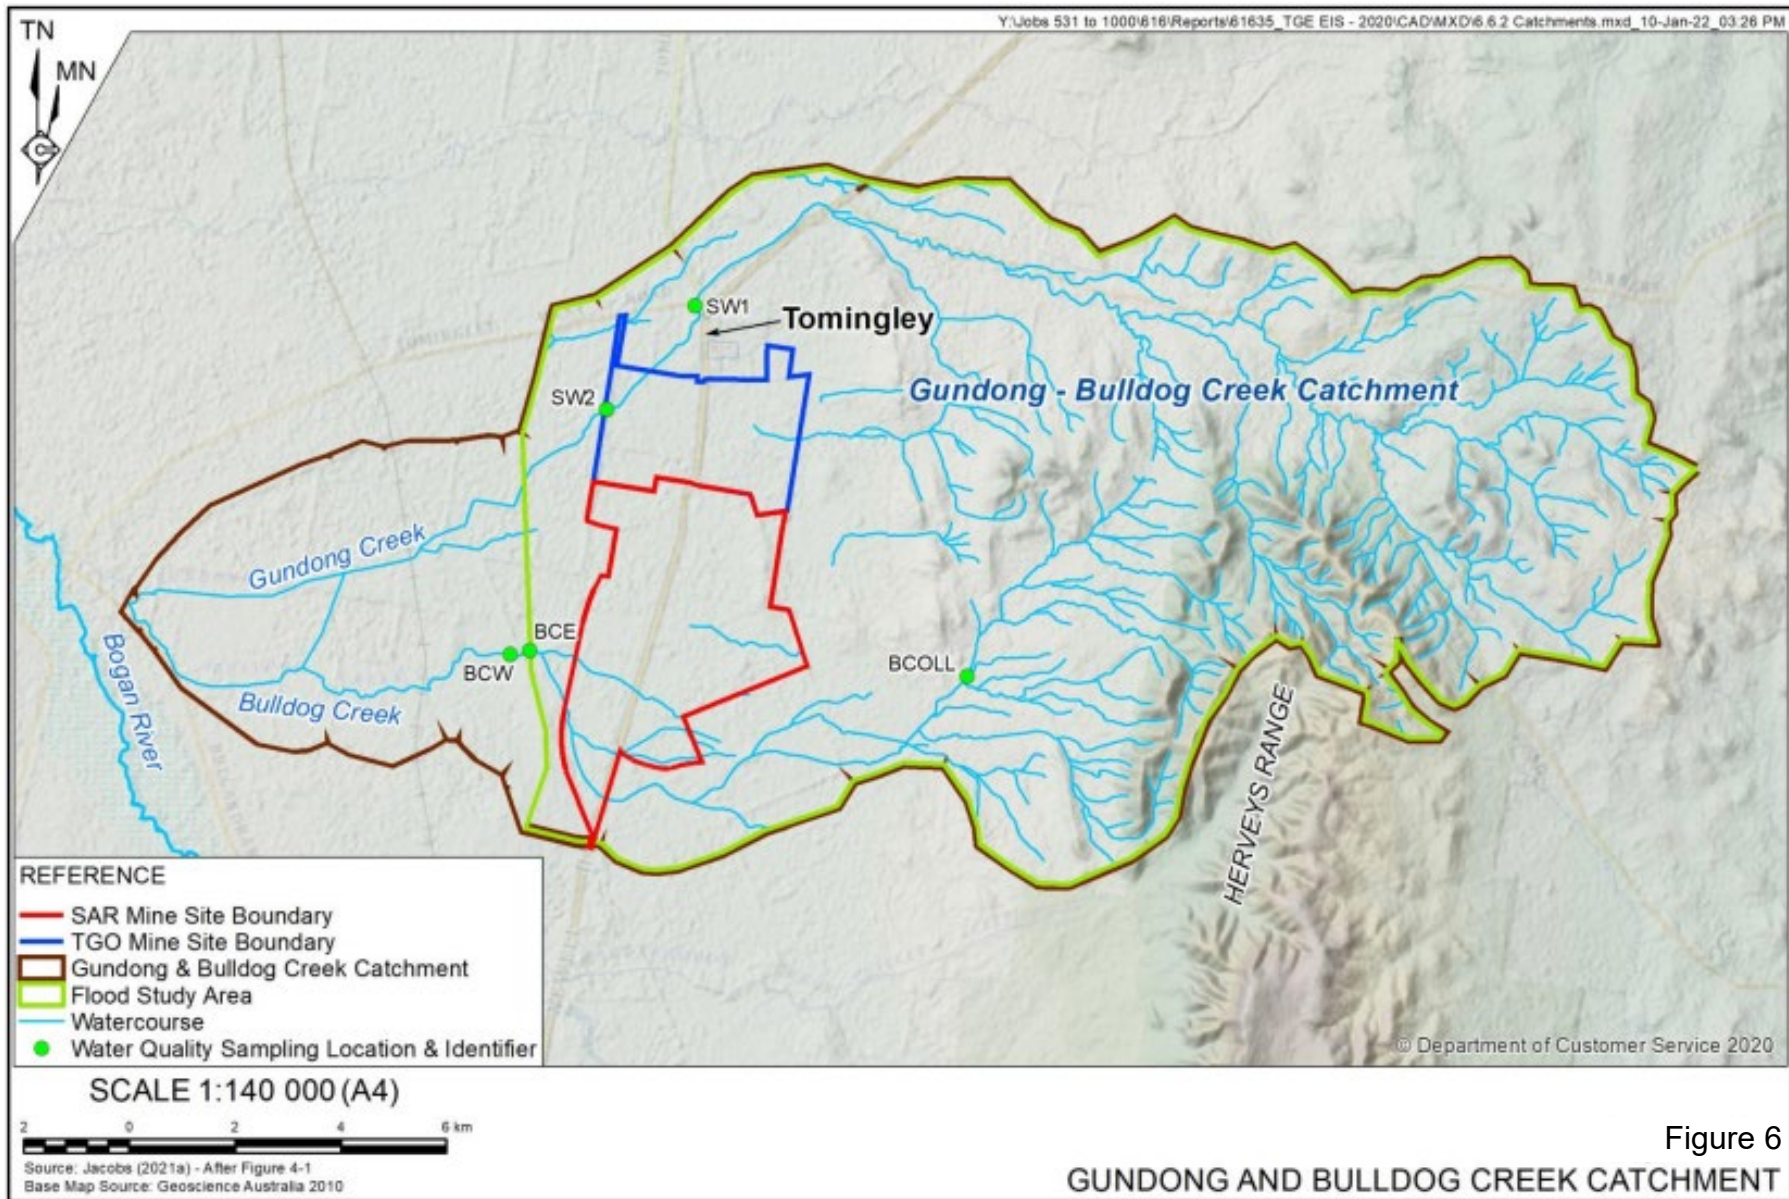 Y:\Jobs 531 to 1000\616\Reports\61635_TGE EIS - 2020\CAD\MXD\6.6.2 Catchments.mxd_10-Jan-22_03:26 PM
TN
MN
SW1
Tomingley
SW2
Gundong - Bulldog Creek Catchment
Gundong Creek
BCE
BCW
BCOLL
Bulldog Creek
Bogan River
HERVEYS RANGE
REFERENCE
SAR Mine Site Boundary
TGO Mine Site Boundary
Gundong & Bulldog Creek Catchment
Flood Study Area
Watercourse
Water Quality Sampling Location & Identifier
© Department of Customer Service 2020
SCALE 1:140 000 (A4)
2 0 2 4 6 km
Source: Jacobs (2021a) - After Figure 4-1
Base Map Source: Geoscience Australia 2010
Figure 6
GUNDONG AND BULLDOG CREEK CATCHMENT